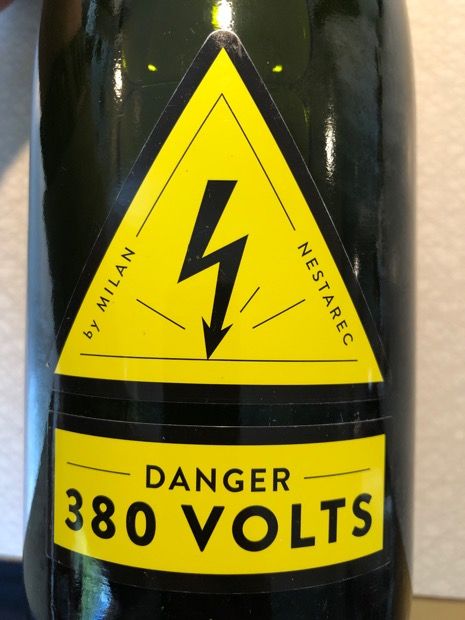 by MILAN
NESTAREC
DANGER
380 VOLTS